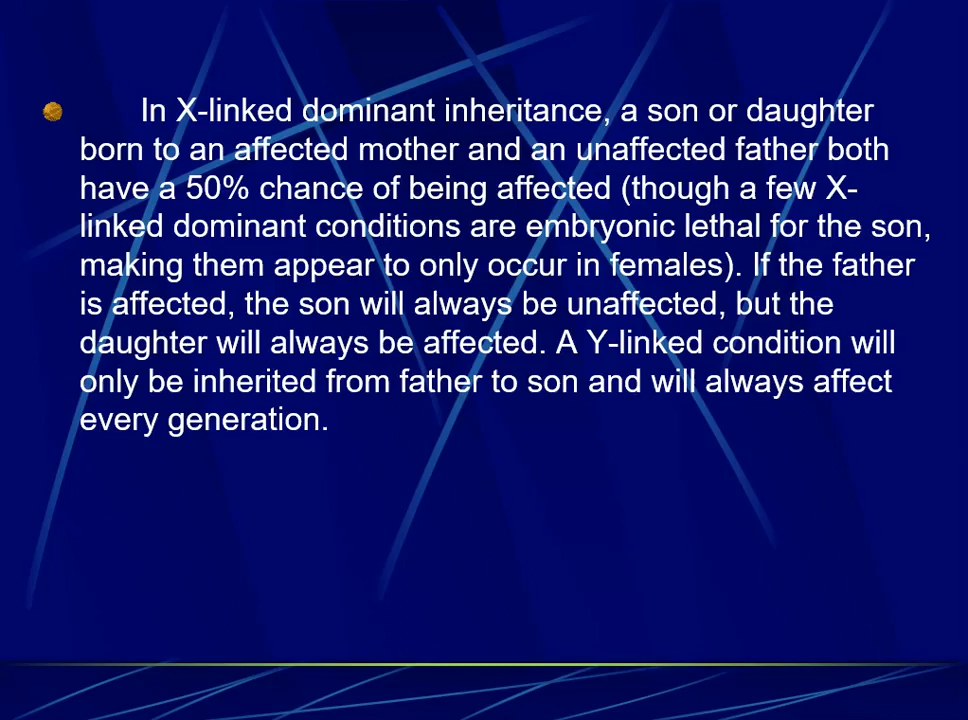 In X-linked dominant inheritance, a son or daughter
born to an affected mother and an unaffected father both
have a 50% chance of being affected (though a few X-
linked dominant conditions are embryonic lethal for the son,
making them appear to only occur in females). If the father
is affected, the son will always be unaffected, but the
daughter will always be affected. A Y-linked condition will
only be inherited from father to son and will always affect
every generation.